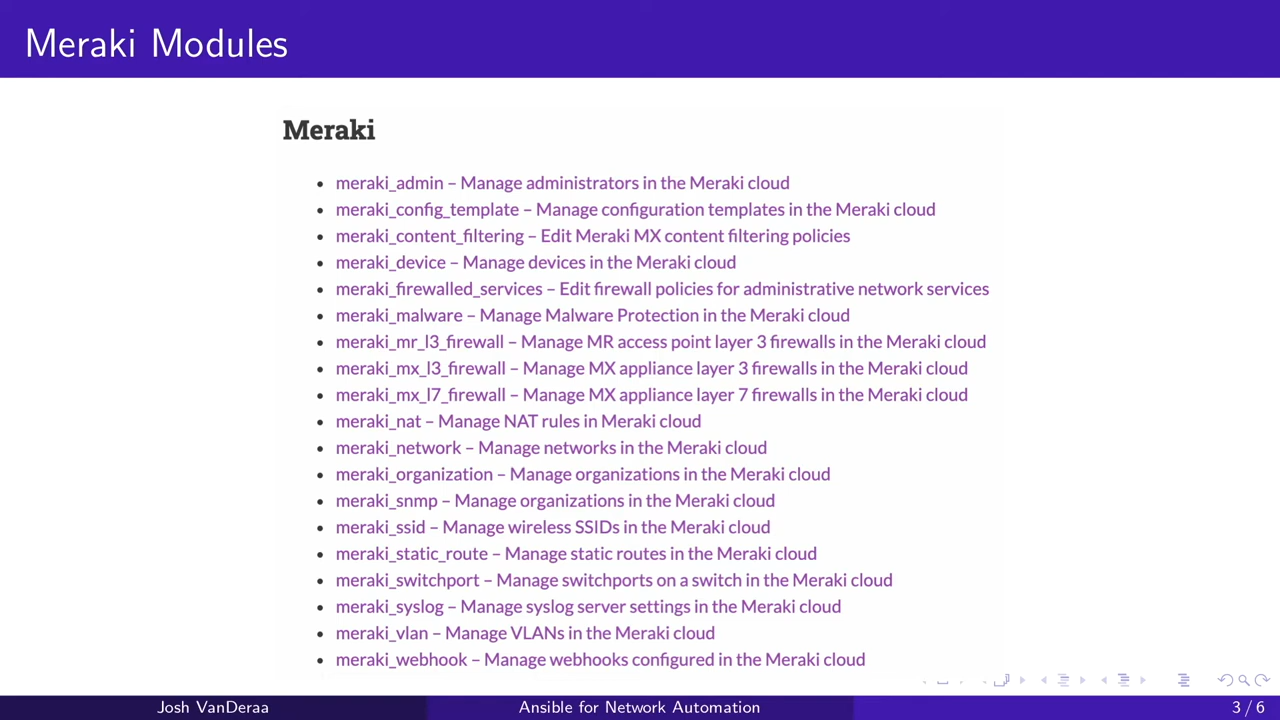 Meraki Modules
Meraki
• meraki_admin – Manage administrators in the Meraki cloud
• meraki_config_template – Manage configuration templates in the Meraki cloud
• meraki_content_filtering – Edit Meraki MX content filtering policies
• meraki_device – Manage devices in the Meraki cloud
• meraki_firewalled_services – Edit firewall policies for administrative network services
• meraki_malware – Manage Malware Protection in the Meraki cloud
• meraki_mr_l3_firewall – Manage MR access point layer 3 firewalls in the Meraki cloud
• meraki_mx_l3_firewall – Manage MX appliance layer 3 firewalls in the Meraki cloud
• meraki_mx_l7_firewall – Manage MX appliance layer 7 firewalls in the Meraki cloud
• meraki_nat – Manage NAT rules in Meraki cloud
• meraki_network – Manage networks in the Meraki cloud
• meraki_organization – Manage organizations in the Meraki cloud
• meraki_snmp – Manage organizations in the Meraki cloud
• meraki_ssid – Manage wireless SSIDs in the Meraki cloud
• meraki_static_route – Manage static routes in the Meraki cloud
• meraki_switchport – Manage switchports on a switch in the Meraki cloud
• meraki_syslog – Manage syslog server settings in the Meraki cloud
• meraki_vlan – Manage VLANs in the Meraki cloud
• meraki_webhook – Manage webhooks configured in the Meraki cloud
Josh VanDeraa
Ansible for Network Automation
3 / 6